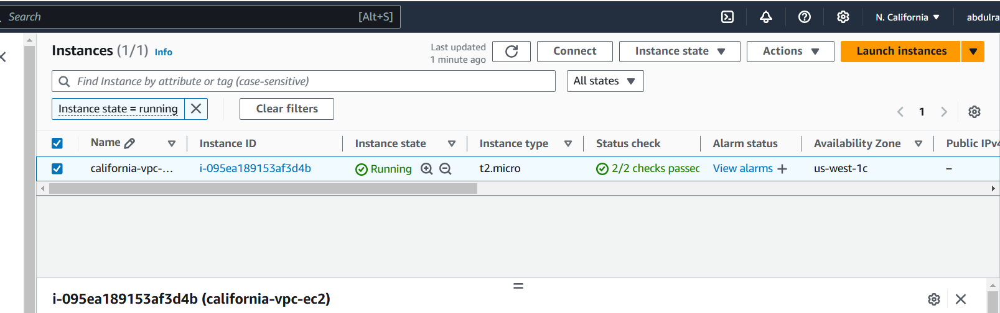 Search [Alt+S] N. California abdulra
Instances (1/1) Info
Last updated
1 minute ago
Connect Instance state Actions Launch instances
Find Instance by attribute or tag (case-sensitive) All states
Instance state = running Clear filters 1
Name Instance ID Instance state Instance type Status check Alarm status Availability Zone Public IPv4
california-vpc-... i-095ea189153af3d4b Running t2.micro 2/2 checks passec View alarms + us-west-1c –
i-095ea189153af3d4b (california-vpc-ec2)